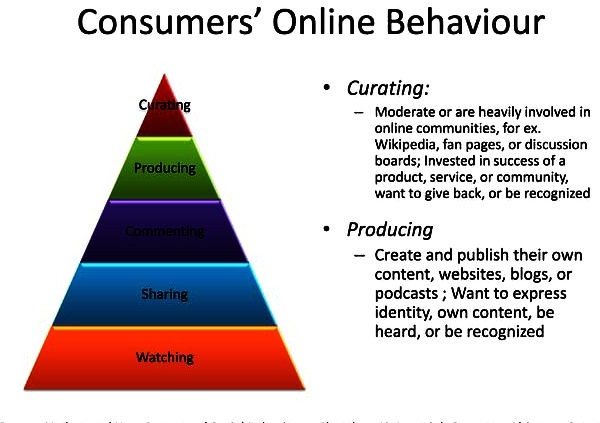 Consumers’ Online Behaviour
Curating
Producing
Commenting
Sharing
Watching
• Curating:
– Moderate or are heavily involved in
online communities, for ex.
Wikipedia, fan pages, or discussion
boards; Invested in success of a
product, service, or community,
want to give back, or be recognized
• Producing
– Create and publish their own
content, websites, blogs, or
podcasts ; Want to express
identity, own content, be
heard, or be recognized